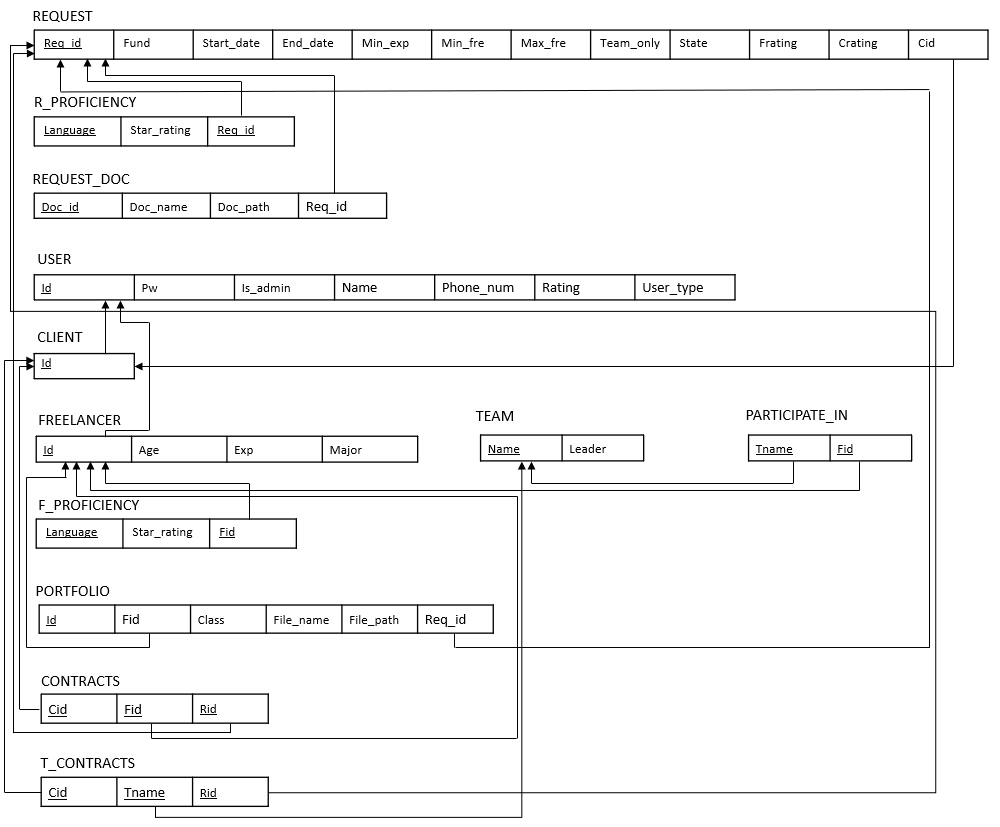 REQUEST
Req_id Fund Start_date End_date Min_exp Min_fre Max_fre Team_only State Frating Crating Cid
R_PROFICIENCY
Language Star_rating Req_id
REQUEST_DOC
Doc_id Doc_name Doc_path Req_id
USER
Id Pw Is_admin Name Phone_num Rating User_type
CLIENT
Id
FREELANCER TEAM PARTICIPATE_IN
Id Age Exp Major Name Leader Tname Fid
F_PROFICIENCY
Language Star_rating Fid
PORTFOLIO
Id Fid Class File_name File_path Req_id
CONTRACTS
Cid Fid Rid
T_CONTRACTS
Cid Tname Rid